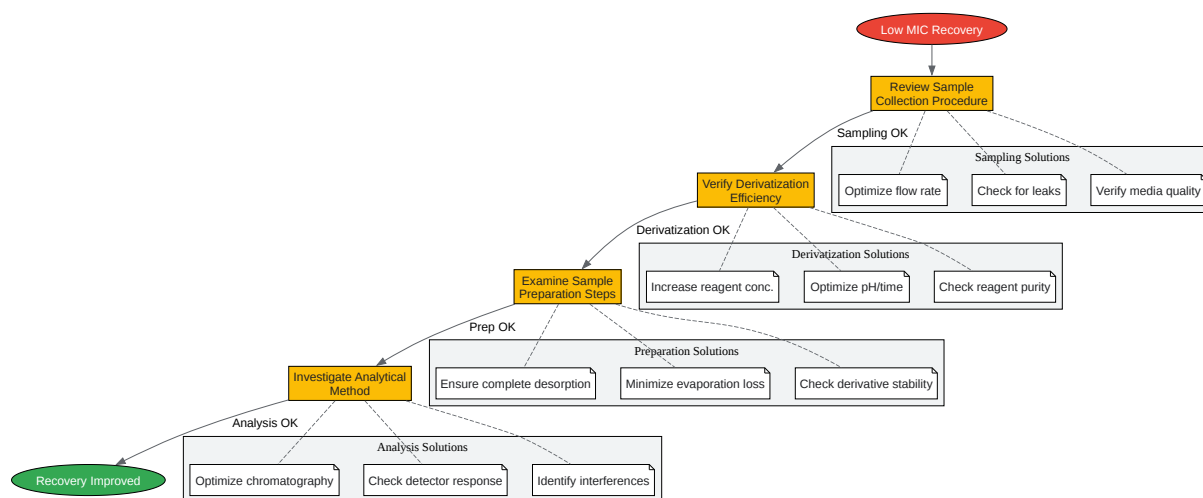 Low MIC Recovery
Review Sample
Collection Procedure
Sampling OK
Sampling Solutions
Optimize flow rate
Check for leaks
Verify media quality
Verify Derivatization
Efficiency
Derivatization OK
Derivatization Solutions
Increase reagent conc.
Optimize pH/time
Check reagent purity
Examine Sample
Preparation Steps
Prep OK
Preparation Solutions
Ensure complete desorption
Minimize evaporation loss
Check derivative stability
Investigate Analytical
Method
Analysis OK
Analysis Solutions
Optimize chromatography
Check detector response
Identify interferences
Recovery Improved